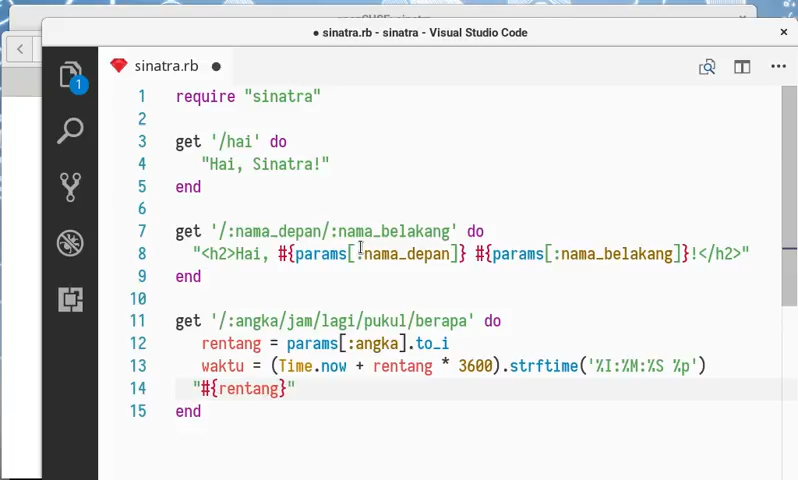 ● sinatra.rb - sinatra - Visual Studio Code
sinatra.rb ●
1
1 require "sinatra"
2
3 get '/hai' do
4 "Hai, Sinatra!"
5 end
6
7 get '/:nama_depan/:nama_belakang' do
8 "<h2>Hai, #{params[:nama_depan]} #{params[:nama_belakang]}!</h2>"
9 end
10
11 get '/:angka/jam/lagi/pukul/berapa' do
12 rentang = params[:angka].to_i
13 waktu = (Time.now + rentang * 3600).strftime('%I:%M:%S %p')
14 "#{rentang}"
15 end